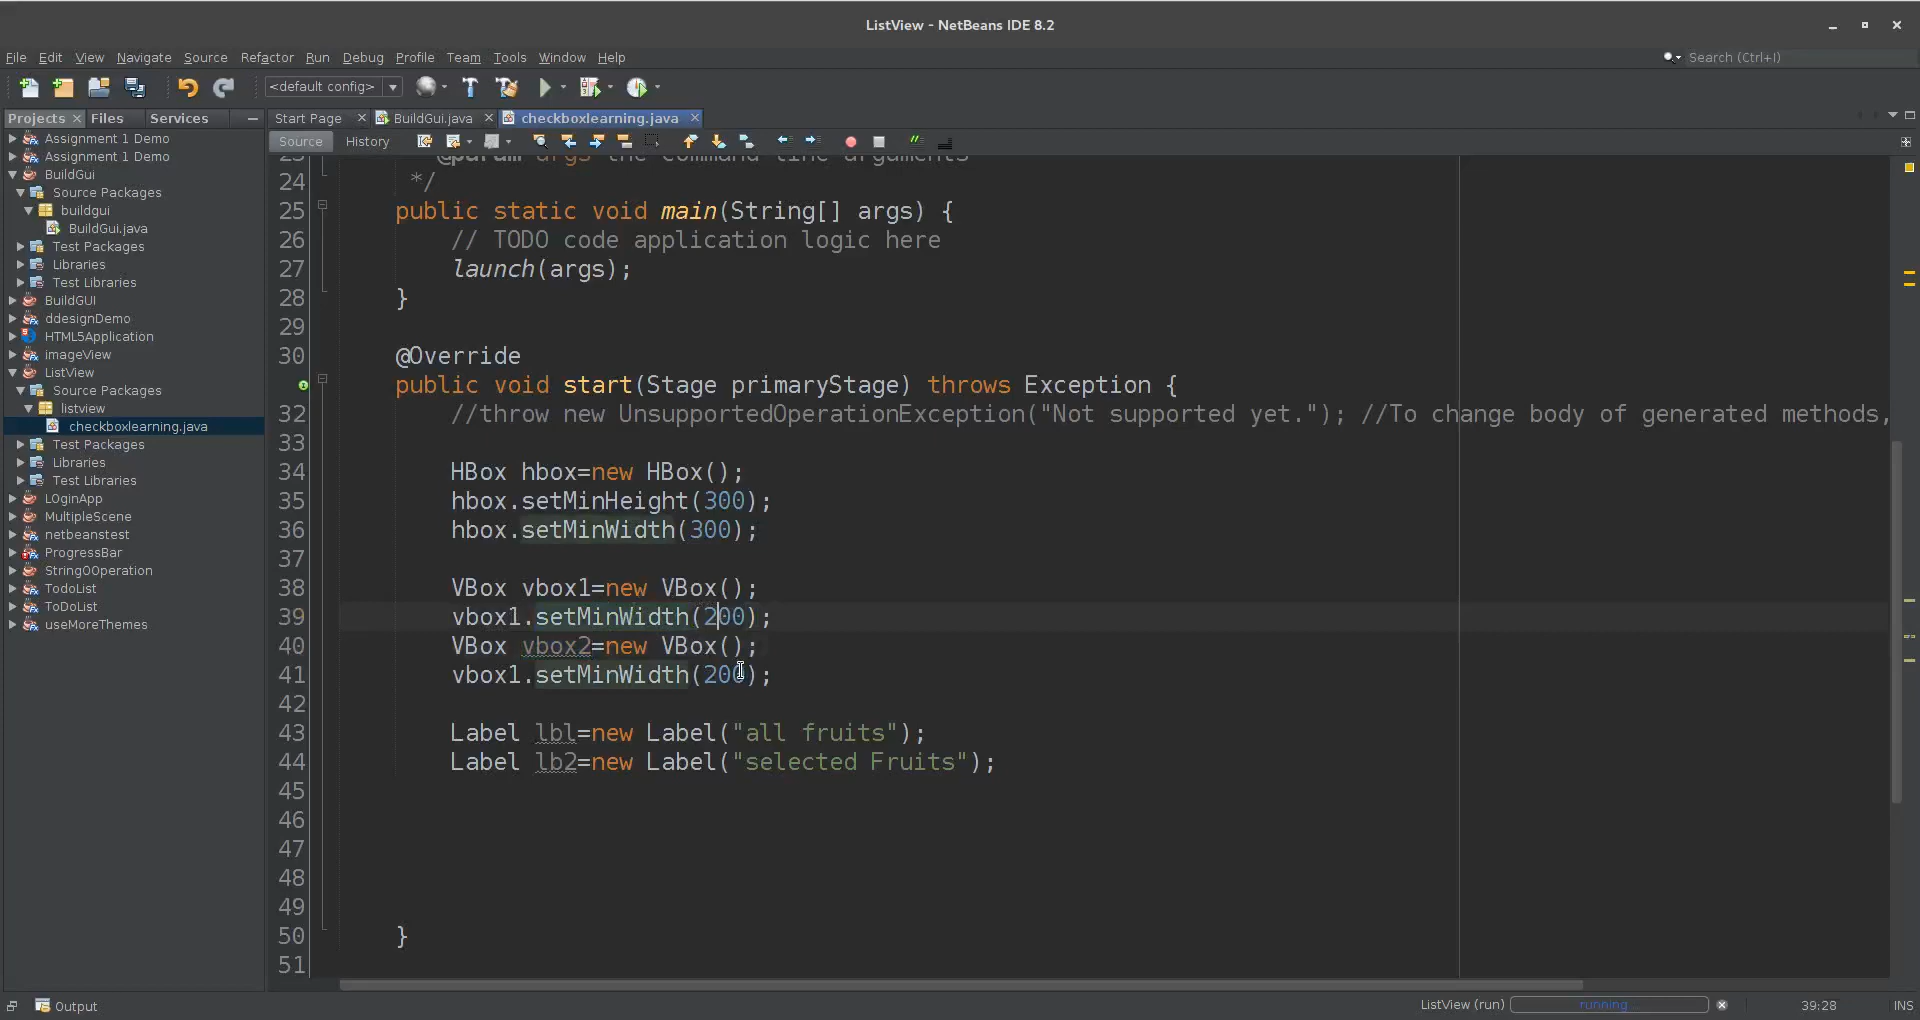 ListView - NetBeans IDE 8.2
File Edit View Navigate Source Refactor Run Debug Profile Team Tools Window Help
Search (Ctrl+I)
<default config>
Projects Files Services
Start Page BuildGui.java checkboxlearning.java
Source History
Assignment 1 Demo
Assignment 1 Demo
BuildGui
Source Packages
buildgui
BuildGui.java
Test Packages
Libraries
Test Libraries
BuildGUI
ddesignDemo
HTML5Application
imageView
ListView
Source Packages
listview
checkboxlearning.java
Test Packages
Libraries
Test Libraries
LOginApp
MultipleScene
netbeanstest
ProgressBar
StringOOperation
TodoList
ToDoList
useMoreThemes
23 @param args the command line arguments
24 */
25 public static void main(String[] args) {
26 // TODO code application logic here
27 launch(args);
28 }
29
30 @Override
public void start(Stage primaryStage) throws Exception {
32 //throw new UnsupportedOperationException("Not supported yet."); //To change body of generated methods,
33
34 HBox hbox=new HBox();
35 hbox.setMinHeight(300);
36 hbox.setMinWidth(300);
37
38 VBox vbox1=new VBox();
39 vbox1.setMinWidth(200);
40 VBox vbox2=new VBox();
41 vbox1.setMinWidth(200);
42
43 Label lbl=new Label("all fruits");
44 Label lb2=new Label("selected Fruits");
45
46
47
48
49
50 }
51
Output
ListView (run) running...
39:28 INS